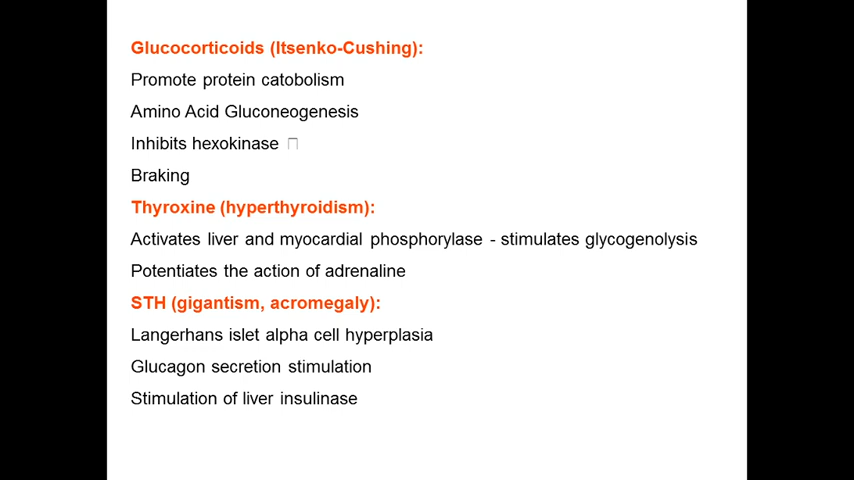 Glucocorticoids (Itsenko-Cushing):
Promote protein catobolism
Amino Acid Gluconeogenesis
Inhibits hexokinase
Braking
Thyroxine (hyperthyroidism):
Activates liver and myocardial phosphorylase - stimulates glycogenolysis
Potentiates the action of adrenaline
STH (gigantism, acromegaly):
Langerhans islet alpha cell hyperplasia
Glucagon secretion stimulation
Stimulation of liver insulinase